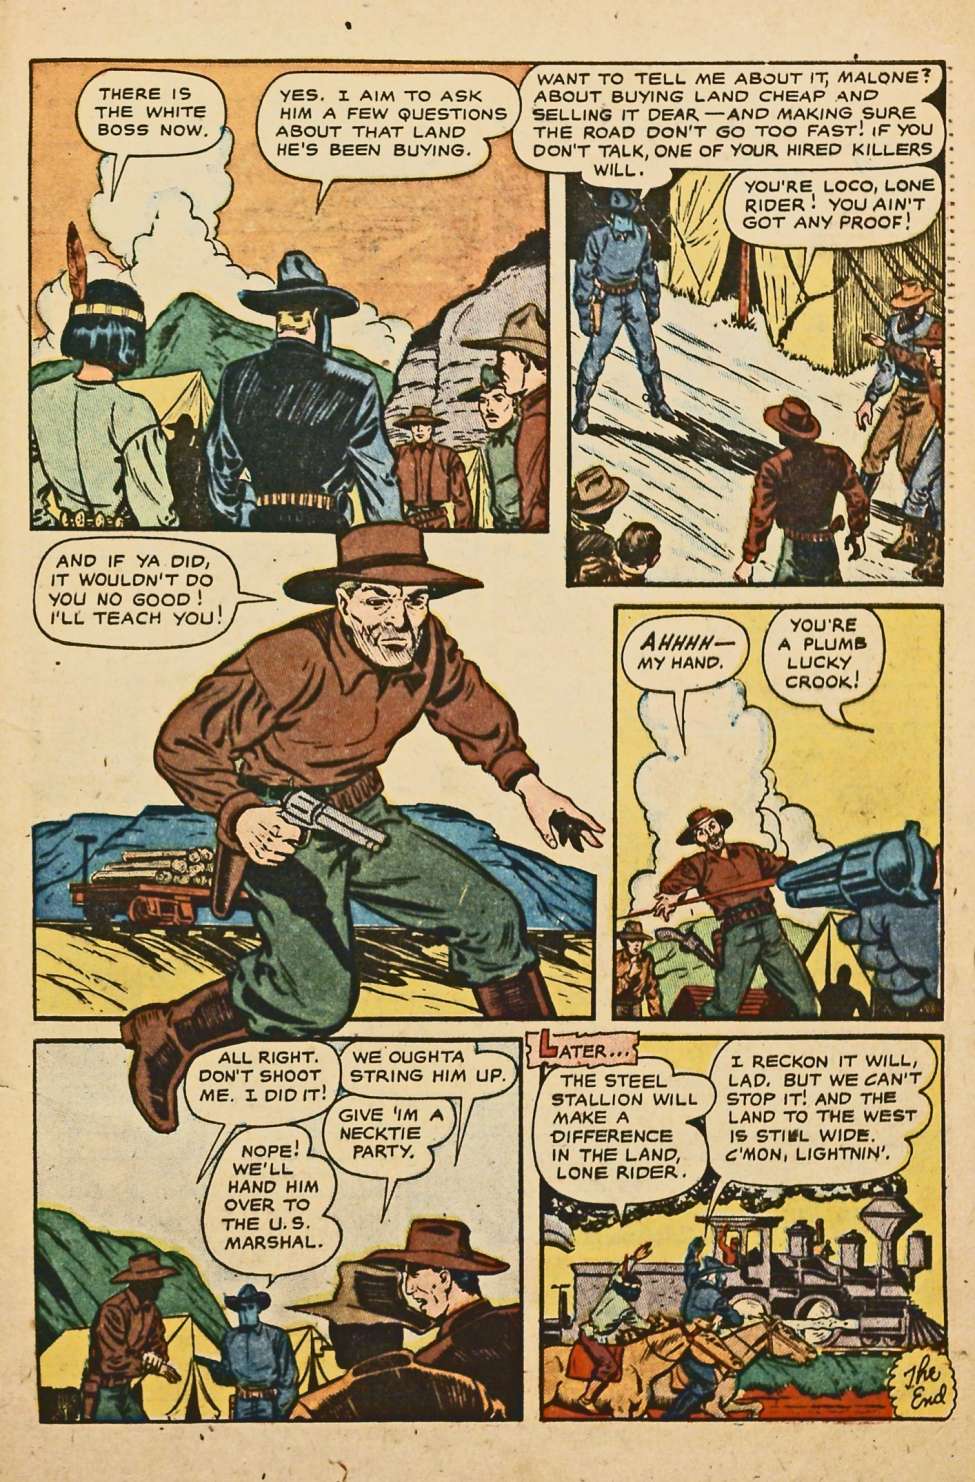 THERE IS
THE WHITE
BOSS NOW.
YES. I AIM TO ASK
HIM A FEW QUESTIONS
ABOUT THAT LAND
HE'S BEEN BUYING.
WANT TO TELL ME ABOUT IT, MALONE?
ABOUT BUYING LAND CHEAP AND
SELLING IT DEAR—AND MAKING SURE
THE ROAD DON'T GO TOO FAST! IF YOU
DON'T TALK, ONE OF YOUR HIRED KILLERS
WILL.
YOU'RE LOCO, LONE
RIDER! YOU AIN'T
GOT ANY PROOF!
AND IF YA DID,
IT WOULDN'T DO
YOU NO GOOD!
I'LL TEACH YOU!
AHHHH—
MY HAND.
YOU'RE
A PLUMB
LUCKY
CROOK!
ALL RIGHT.
DON'T SHOOT
ME. I DID IT!
WE OUGHTA
STRING HIM UP.
GIVE 'IM A
NECKTIE
PARTY.
NOPE!
WE'LL
HAND HIM
OVER TO
THE U.S.
MARSHAL.
LATER...
THE STEEL
STALLION WILL
MAKE A
DIFFERENCE
IN THE LAND,
LONE RIDER.
I RECKON IT WILL,
LAD. BUT WE CAN'T
STOP IT! AND THE
LAND TO THE WEST
IS STILL WIDE.
C'MON, LIGHTNIN'.
The
End